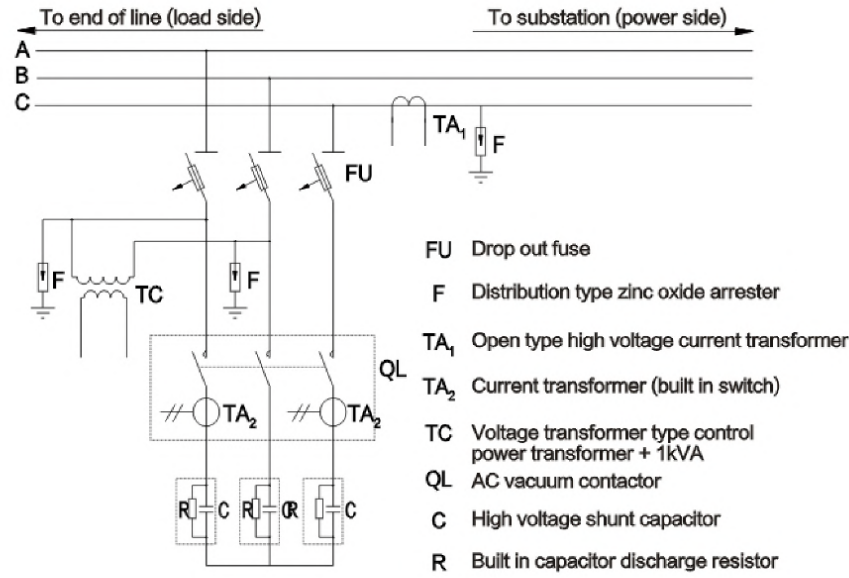 To end of line (load side)
To substation (power side)
A
B
C
TA1
F
FU
F
TC
F
QL
TA2
TA2
R C
R CR
C
FU Drop out fuse
F Distribution type zinc oxide arrester
TA1 Open type high voltage current transformer
TA2 Current transformer (built in switch)
TC Voltage transformer type control
power transformer + 1kVA
QL AC vacuum contactor
C High voltage shunt capacitor
R Built in capacitor discharge resistor